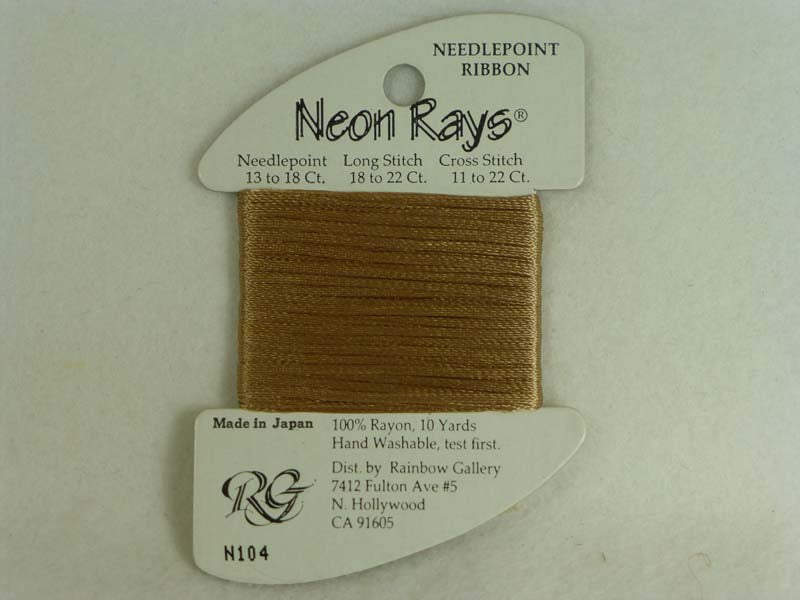 NEEDLEPOINT
RIBBON
Neon Rays®
Needlepoint Long Stitch Cross Stitch
13 to 18 Ct. 18 to 22 Ct. 11 to 22 Ct.
Made in Japan
100% Rayon, 10 Yards
Hand Washable, test first.
Dist. by Rainbow Gallery
7412 Fulton Ave #5
N. Hollywood
CA 91605
RG
N104